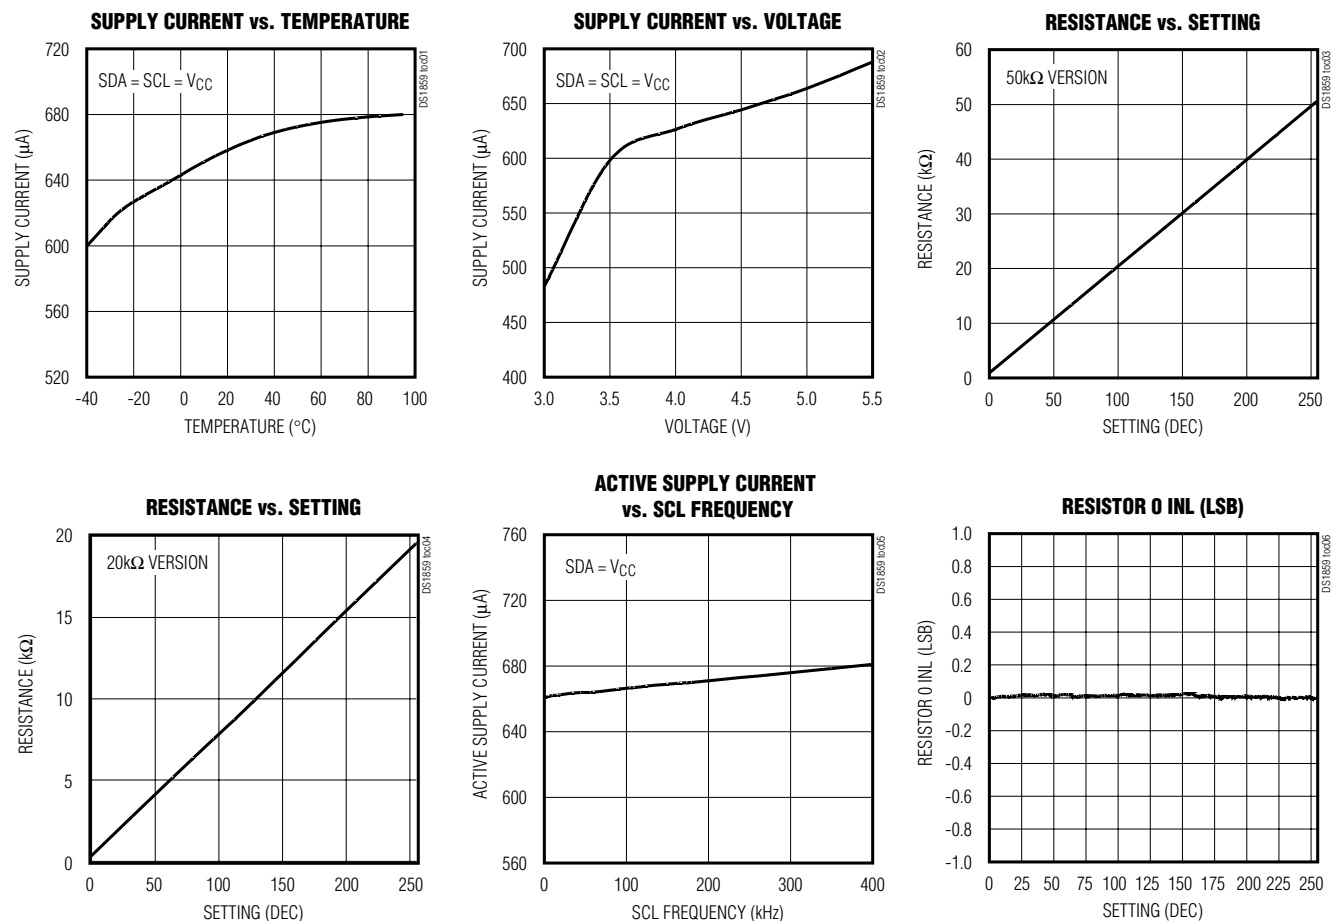 SUPPLY CURRENT vs. TEMPERATURE
720
680
640
600
560
520
SUPPLY CURRENT (μA)
SDA = SCL = VCC
DS1859 toc01
-40 -20 0 20 40 60 80 100
TEMPERATURE (°C)
SUPPLY CURRENT vs. VOLTAGE
700
650
600
550
500
450
400
SUPPLY CURRENT (μA)
SDA = SCL = VCC
DS1859 toc02
3.0 3.5 4.0 4.5 5.0 5.5
VOLTAGE (V)
RESISTANCE vs. SETTING
60
50
40
30
20
10
0
RESISTANCE (kΩ)
50kΩ VERSION
DS1859 toc03
0 50 100 150 200 250
SETTING (DEC)
RESISTANCE vs. SETTING
20
15
10
5
0
RESISTANCE (kΩ)
20kΩ VERSION
DS1859 toc04
0 50 100 150 200 250
SETTING (DEC)
ACTIVE SUPPLY CURRENT
vs. SCL FREQUENCY
760
720
680
640
600
560
ACTIVE SUPPLY CURRENT (μA)
SDA = VCC
DS1859 toc05
0 100 200 300 400
SCL FREQUENCY (kHz)
RESISTOR 0 INL (LSB)
1.0
0.8
0.6
0.4
0.2
0
-0.2
-0.4
-0.6
-0.8
-1.0
RESISTOR 0 INL (LSB)
DS1859 toc06
0 25 50 75 100 125 150 175 200 225 250
SETTING (DEC)